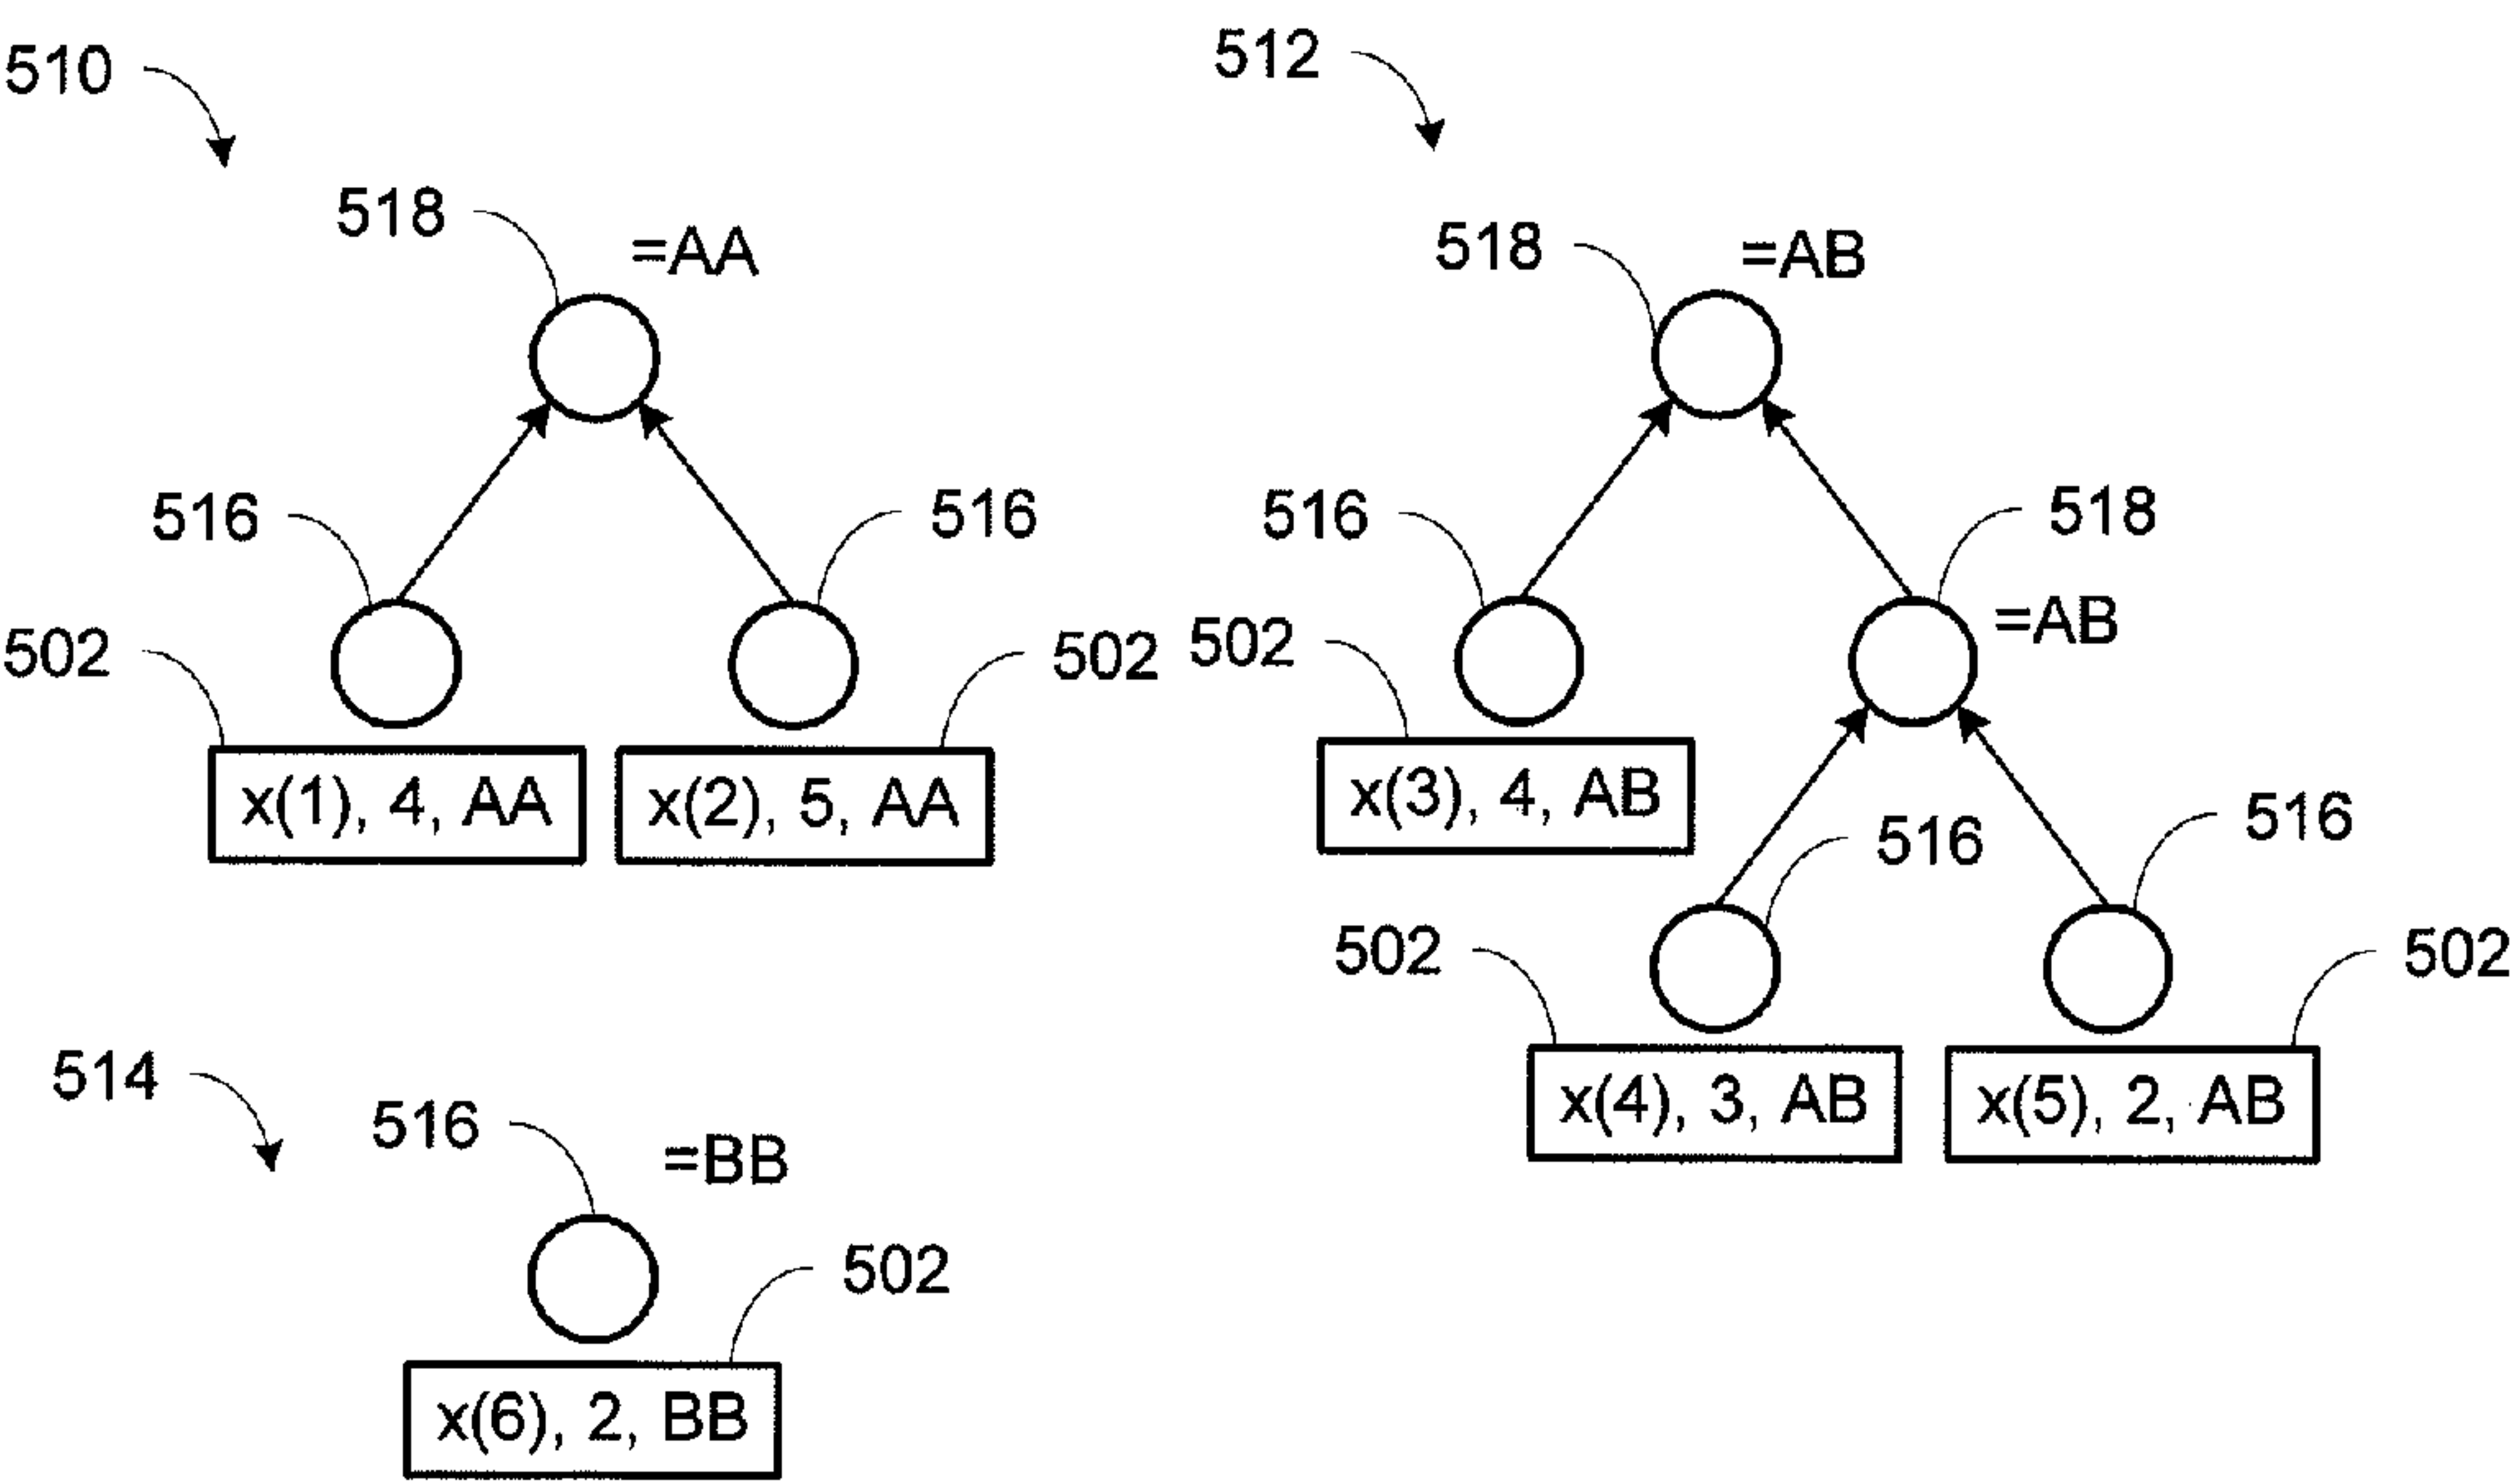 510
518
=AA
516
516
502
502
x(1), 4, AA
x(2), 5, AA
512
518
=AB
516
518
502
=AB
x(3), 4, AB
516
516
502
502
x(4), 3, AB
x(5), 2, AB
514
516
=BB
502
x(6), 2, BB